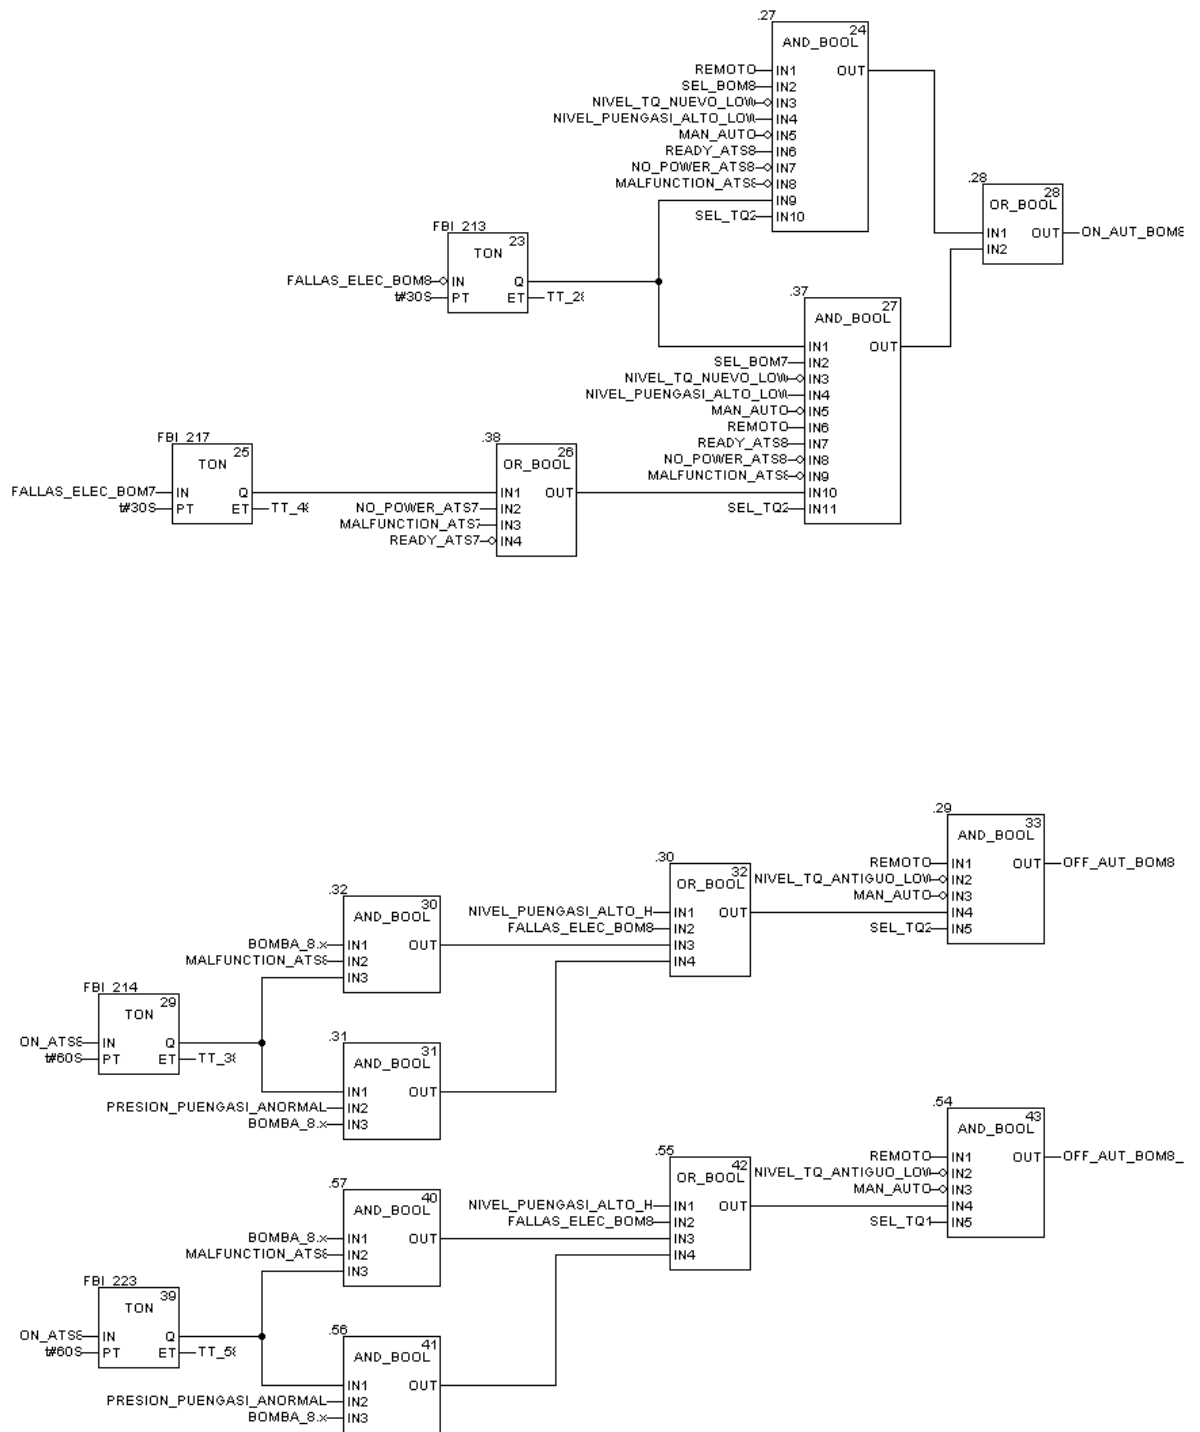 .27
24
AND_BOOL
REMOTO IN1 OUT
SEL_BOM8 IN2
NIVEL_TQ_NUEVO_LOW IN3
NIVEL_PUENGASI_ALTO_LOW IN4
MAN_AUTO IN5
READY_ATS8 IN6
NO_POWER_ATS8 IN7
MALFUNCTION_ATS8 IN8
IN9
SEL_TQ2 IN10
.28
28
OR_BOOL
IN1 OUT ON_AUT_BOM8
IN2
FBI_213
23
TON
FALLAS_ELEC_BOM8 IN Q
t#30S PT ET TT_28
.37
27
AND_BOOL
IN1 OUT
SEL_BOM7 IN2
NIVEL_TQ_NUEVO_LOW IN3
NIVEL_PUENGASI_ALTO_LOW IN4
MAN_AUTO IN5
REMOTO IN6
READY_ATS8 IN7
NO_POWER_ATS8 IN8
MALFUNCTION_ATS8 IN9
IN10
SEL_TQ2 IN11
FBI_217
25
TON
FALLAS_ELEC_BOM7 IN Q
t#30S PT ET TT_48
.38
26
OR_BOOL
IN1 OUT
NO_POWER_ATS7 IN2
MALFUNCTION_ATS7 IN3
READY_ATS7 IN4
.29
33
AND_BOOL
REMOTO IN1 OUT OFF_AUT_BOM8
NIVEL_TQ_ANTIGUO_LOW IN2
MAN_AUTO IN3
IN4
SEL_TQ2 IN5
.30
32
OR_BOOL
NIVEL_PUENGASI_ALTO_H IN1 OUT
FALLAS_ELEC_BOM8 IN2
IN3
IN4
.32
30
AND_BOOL
BOMBA_8.x IN1 OUT
MALFUNCTION_ATS8 IN2
IN3
FBI_214
29
TON
ON_ATS8 IN Q
t#60S PT ET TT_38
.31
31
AND_BOOL
IN1 OUT
PRESION_PUENGASI_ANORMAL IN2
BOMBA_8.x IN3
.54
43
AND_BOOL
REMOTO IN1 OUT OFF_AUT_BOM8_
NIVEL_TQ_ANTIGUO_LOW IN2
MAN_AUTO IN3
IN4
SEL_TQ1 IN5
.55
42
OR_BOOL
NIVEL_PUENGASI_ALTO_H IN1 OUT
FALLAS_ELEC_BOM8 IN2
IN3
IN4
.57
40
AND_BOOL
BOMBA_8.x IN1 OUT
MALFUNCTION_ATS8 IN2
IN3
FBI_223
39
TON
ON_ATS8 IN Q
t#60S PT ET TT_58
.56
41
AND_BOOL
IN1 OUT
PRESION_PUENGASI_ANORMAL IN2
BOMBA_8.x IN3